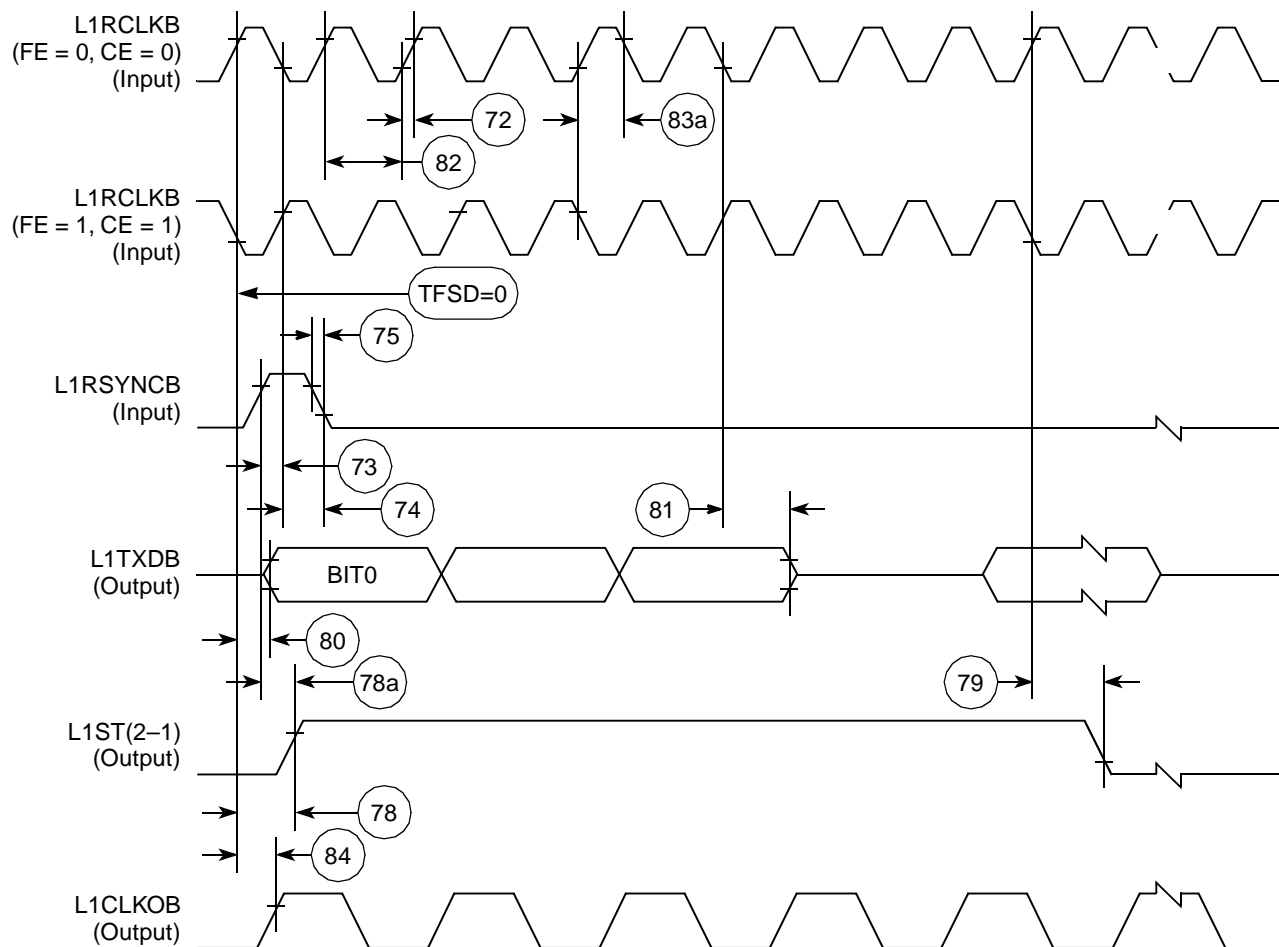 L1RCLKB
(FE = 0, CE = 0)
(Input)
72
83a
82
L1RCLKB
(FE = 1, CE = 1)
(Input)
TFSD=0
75
L1RSYNCB
(Input)
73
74
81
L1TXDB
(Output)
BIT0
80
78a
79
L1ST(2–1)
(Output)
78
84
L1CLKOB
(Output)